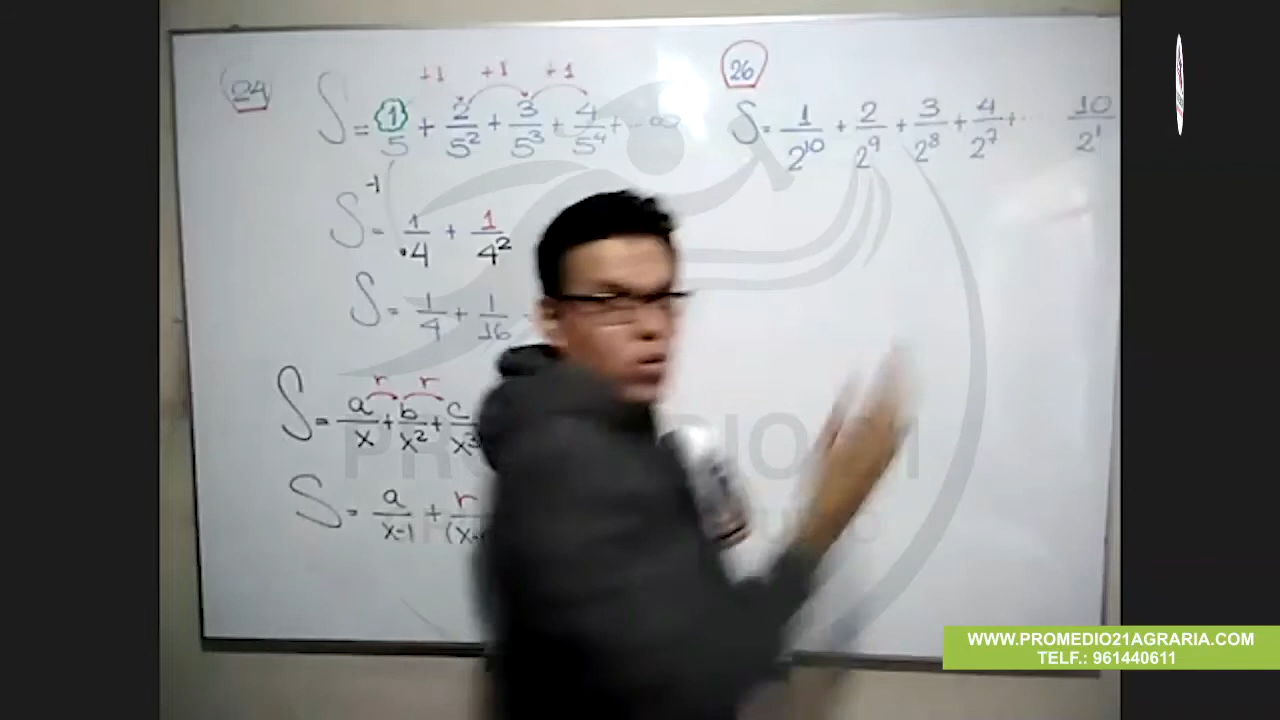 24
+1 +1 +1
S = 1/5 + 2/5² + 3/5³ + 4/5⁴ + ... ∞
-1
S = 1/4 + 1/4²
S = 1/4 + 1/16
r r
S = a/x + b/x² + c/x³
S = a/x-1 + r/(x-
26
S = 1/2¹⁰ + 2/2⁹ + 3/2⁸ + 4/2⁷ + ... 10/2¹
WWW.PROMEDIO21AGRARIA.COM
TELF.: 961440611